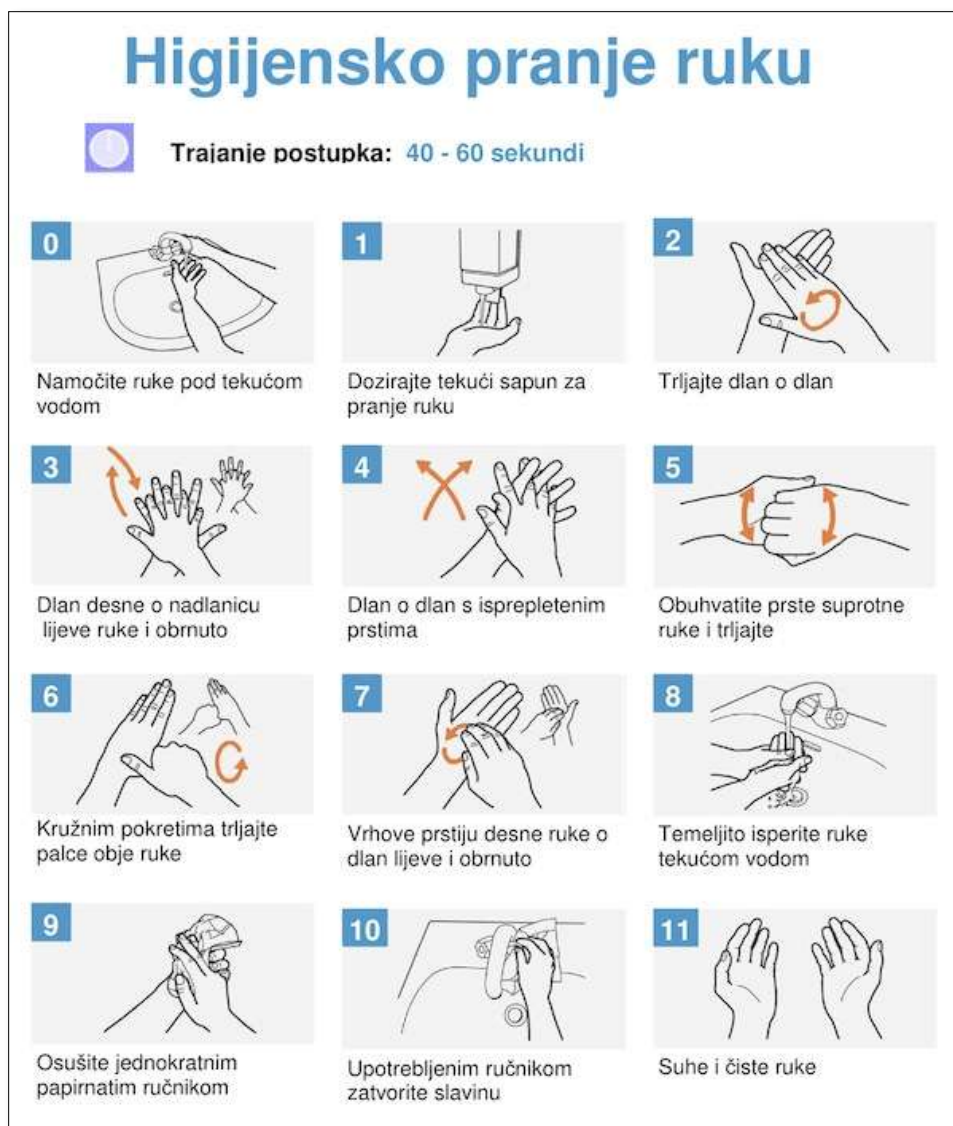 Higijensko pranje ruku
Trajanje postupka: 40 - 60 sekundi
0
Namočite ruke pod tekućom
vodom
1
Dozirajte tekući sapun za
pranje ruku
2
Trljajte dlan o dlan
3
Dlan desne o nadlanicu
lijeve ruke i obrnuto
4
Dlan o dlan s isprepletenim
prstima
5
Obuhvatite prste suprotne
ruke i trljajte
6
Kružnim pokretima trljajte
palce obje ruke
7
Vrhove prstiju desne ruke o
dlan lijeve i obrnuto
8
Temeljito isperite ruke
tekućom vodom
9
Osušite jednokratnim
papirnatim ručnikom
10
Upotrebljenim ručnikom
zatvorite slavinu
11
Suhe i čiste ruke